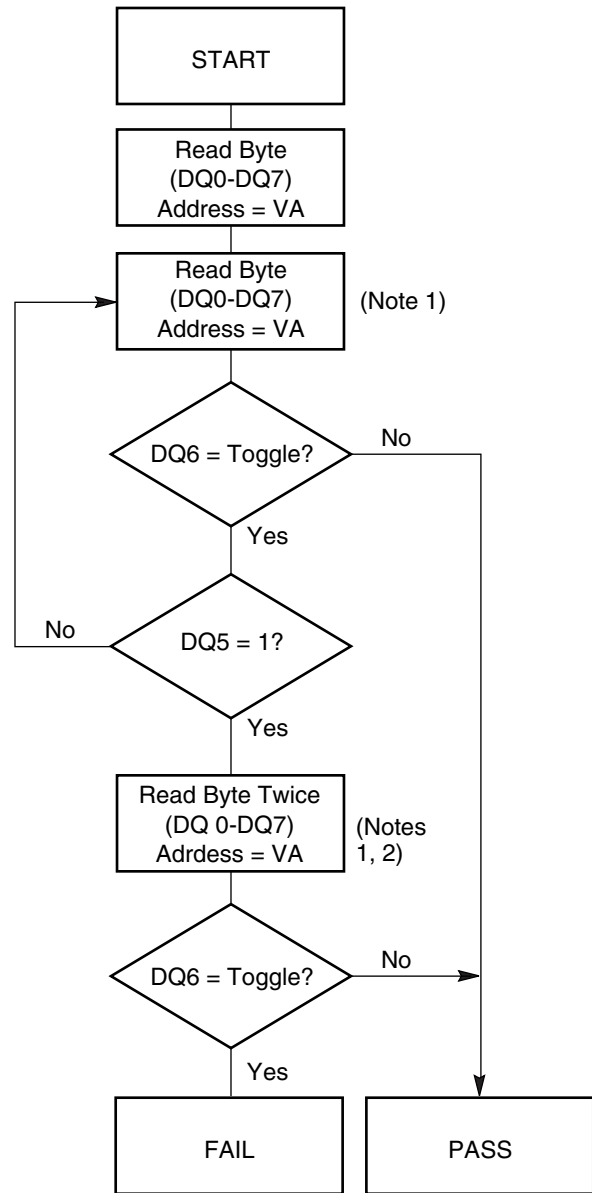 START
Read Byte
(DQ0-DQ7)
Address = VA
Read Byte
(DQ0-DQ7)
Address = VA
(Note 1)
DQ6 = Toggle?
No
Yes
No
DQ5 = 1?
Yes
Read Byte Twice
(DQ 0-DQ7)
Adrdess = VA
(Notes
1, 2)
DQ6 = Toggle?
No
Yes
FAIL
PASS